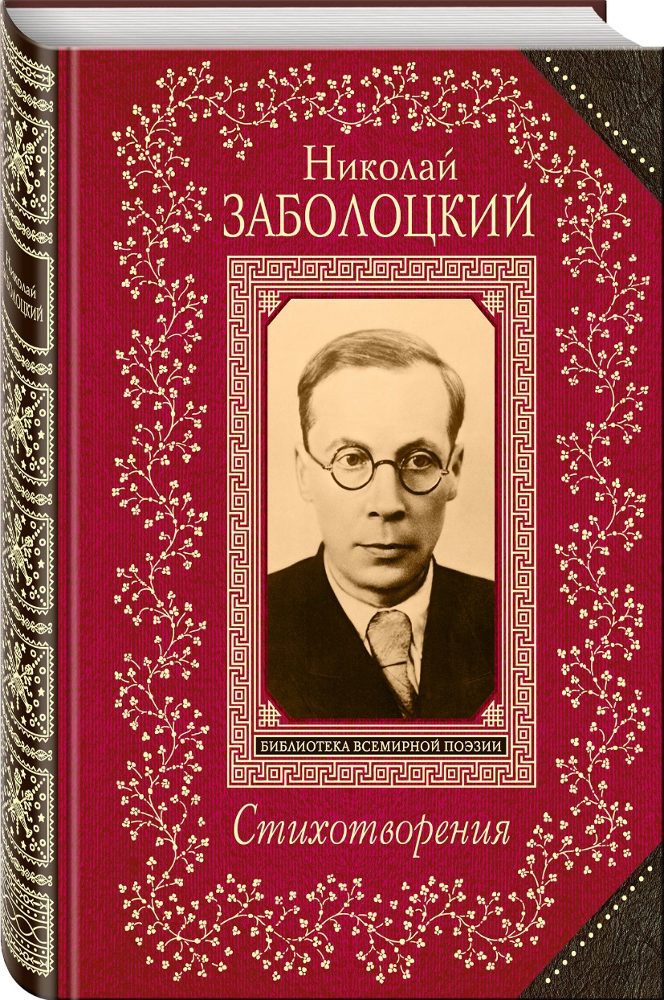 Николай
ЗАБОЛОЦКИЙ
Николай
ЗАБОЛОЦКИЙ
БИБЛИОТЕКА ВСЕМИРНОЙ ПОЭЗИИ
Стихотворения